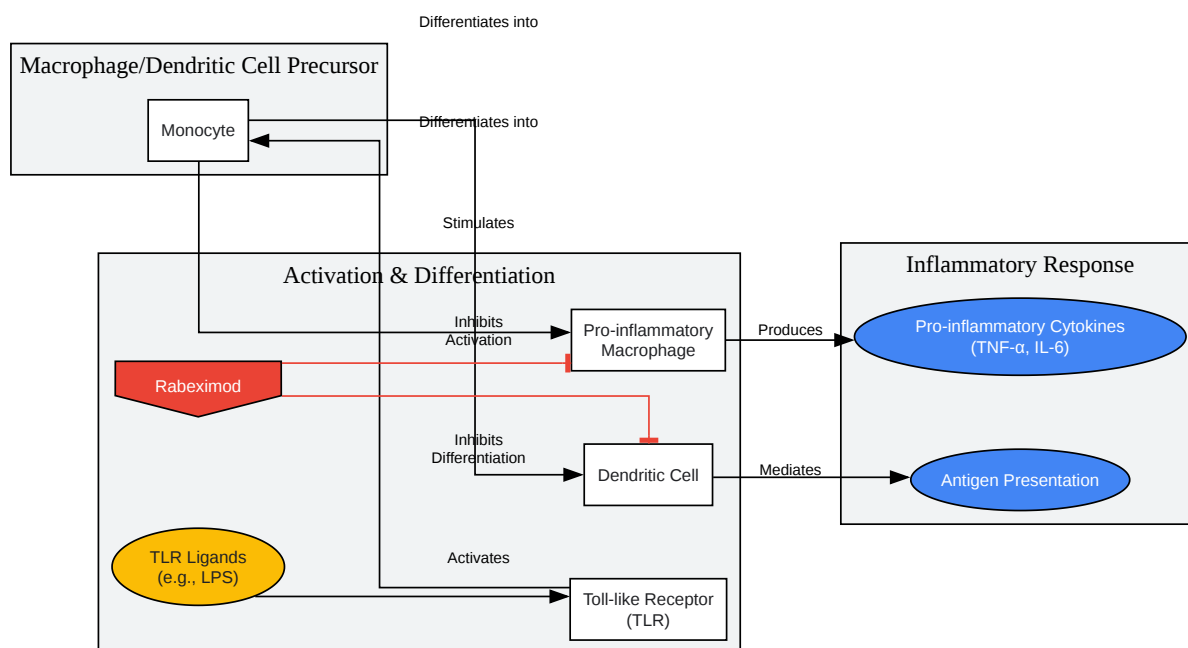 Differentiates into
Macrophage/Dendritic Cell Precursor
Monocyte
Differentiates into
Stimulates
Activation & Differentiation
Inflammatory Response
Inhibits
Activation
Pro-inflammatory
Macrophage
Produces
Pro-inflammatory Cytokines
(TNF-α, IL-6)
Rabeximod
Inhibits
Differentiation
Dendritic Cell
Mediates
Antigen Presentation
TLR Ligands
(e.g., LPS)
Activates
Toll-like Receptor
(TLR)